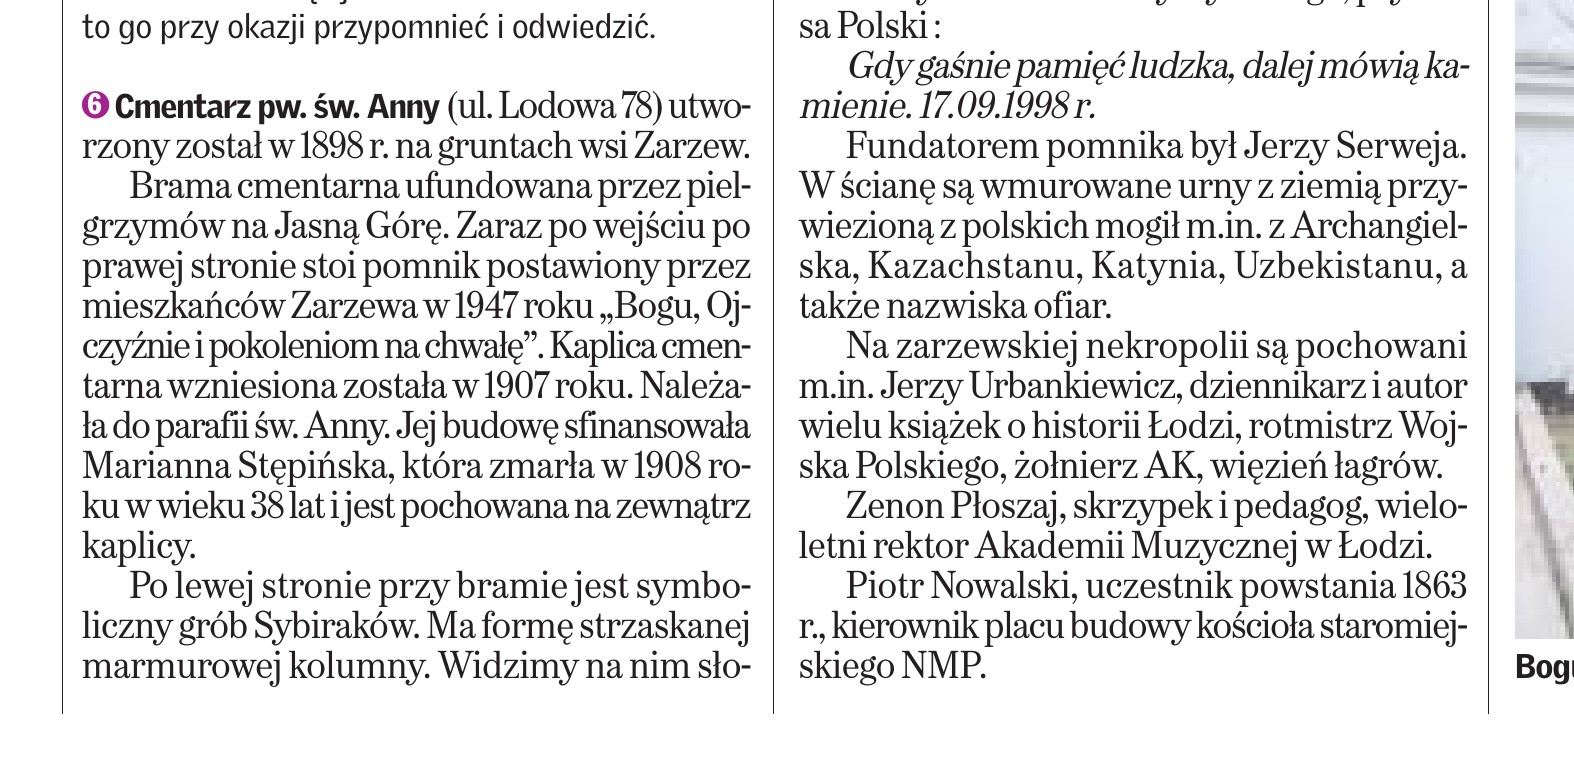 to go przy okazji przypomnieć i odwiedzić.
6 Cmentarz pw. św. Anny (ul. Lodowa 78) utwo-
rzony został w 1898 r. na gruntach wsi Zarzew.
Brama cmentarna ufundowana przez piel-
grzymów na Jasną Górę. Zaraz po wejściu po
prawej stronie stoi pomnik postawiony przez
mieszkańców Zarzewa w 1947 roku „Bogu, Oj-
czyźnie i pokoleniom na chwałę”. Kaplica cmen-
tarna wzniesiona została w 1907 roku. Należa-
ła do parafii św. Anny. Jej budowę sfinansowała
Marianna Stępińska, która zmarła w 1908 ro-
ku w wieku 38 lat i jest pochowana na zewnątrz
kaplicy.
Po lewej stronie przy bramie jest symbo-
liczny grób Sybiraków. Ma formę strzaskanej
marmurowej kolumny. Widzimy na nim sło-
sa Polski :
Gdy gaśnie pamięć ludzka, dalej mówią ka-
mienie. 17.09.1998 r.
Fundatorem pomnika był Jerzy Serweja.
W ścianę są wmurowane urny z ziemią przy-
wiezioną z polskich mogił m.in. z Archangiel-
ska, Kazachstanu, Katynia, Uzbekistanu, a
także nazwiska ofiar.
Na zarzewskiej nekropolii są pochowani
m.in. Jerzy Urbankiewicz, dziennikarz i autor
wielu książek o historii Łodzi, rotmistrz Woj-
ska Polskiego, żołnierz AK, więzień łagrów.
Zenon Płoszaj, skrzypek i pedagog, wielo-
letni rektor Akademii Muzycznej w Łodzi.
Piotr Nowalski, uczestnik powstania 1863
r., kierownik placu budowy kościoła staromiej-
skiego NMP.